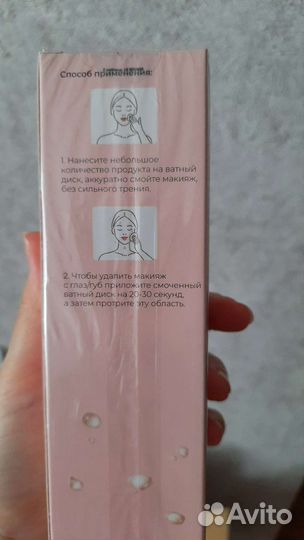 Способ применения:
1. Нанесите небольшое
количество продукта на ватный
диск, аккуратно смойте макияж,
без сильного трения.
2. Чтобы удалить макияж
с глаз/губ приложите смоченный
ватный диск на 20-30 секунд,
а затем протрите эту область.
Avito